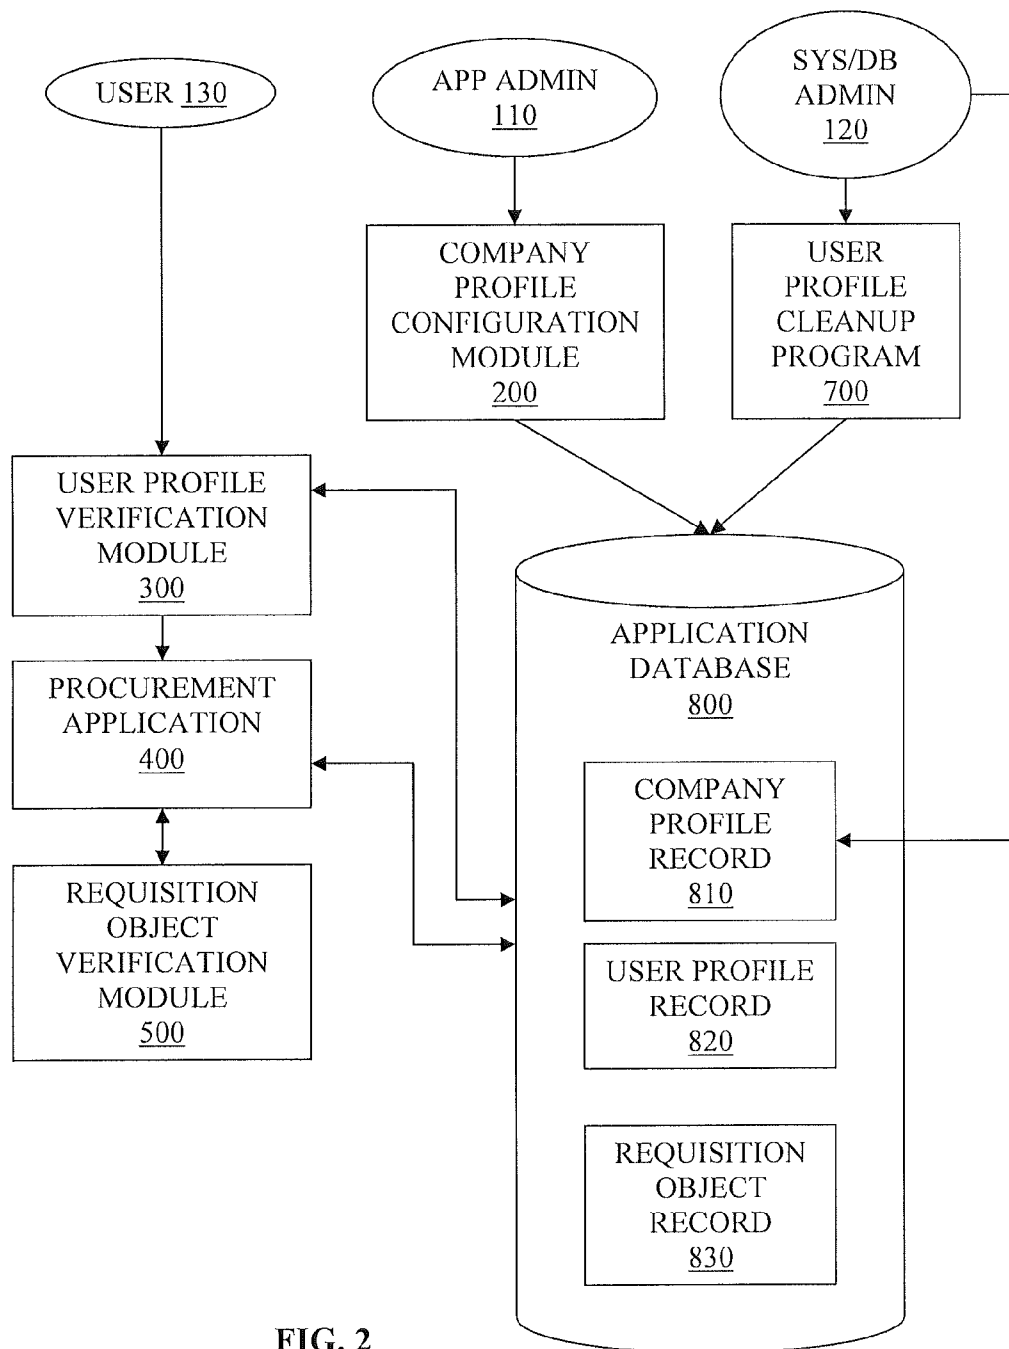 USER 130
APP ADMIN
110
SYS/DB
ADMIN
120
COMPANY
PROFILE
CONFIGURATION
MODULE
200
USER
PROFILE
CLEANUP
PROGRAM
700
USER PROFILE
VERIFICATION
MODULE
300
PROCUREMENT
APPLICATION
400
REQUISITION
OBJECT
VERIFICATION
MODULE
500
APPLICATION
DATABASE
800
COMPANY
PROFILE
RECORD
810
USER PROFILE
RECORD
820
REQUISITION
OBJECT
RECORD
830
FIG. 2